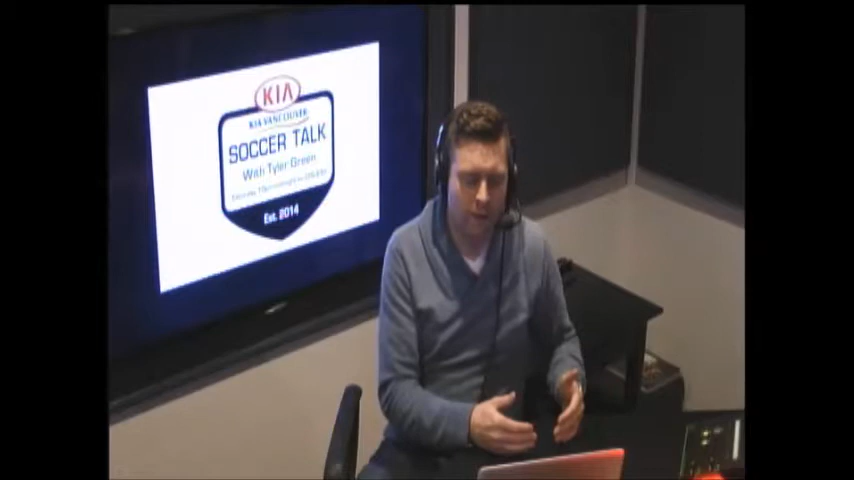 KIA
KIA VANCOUVER
SOCCER TALK
With Tyler Green
Est. 2014